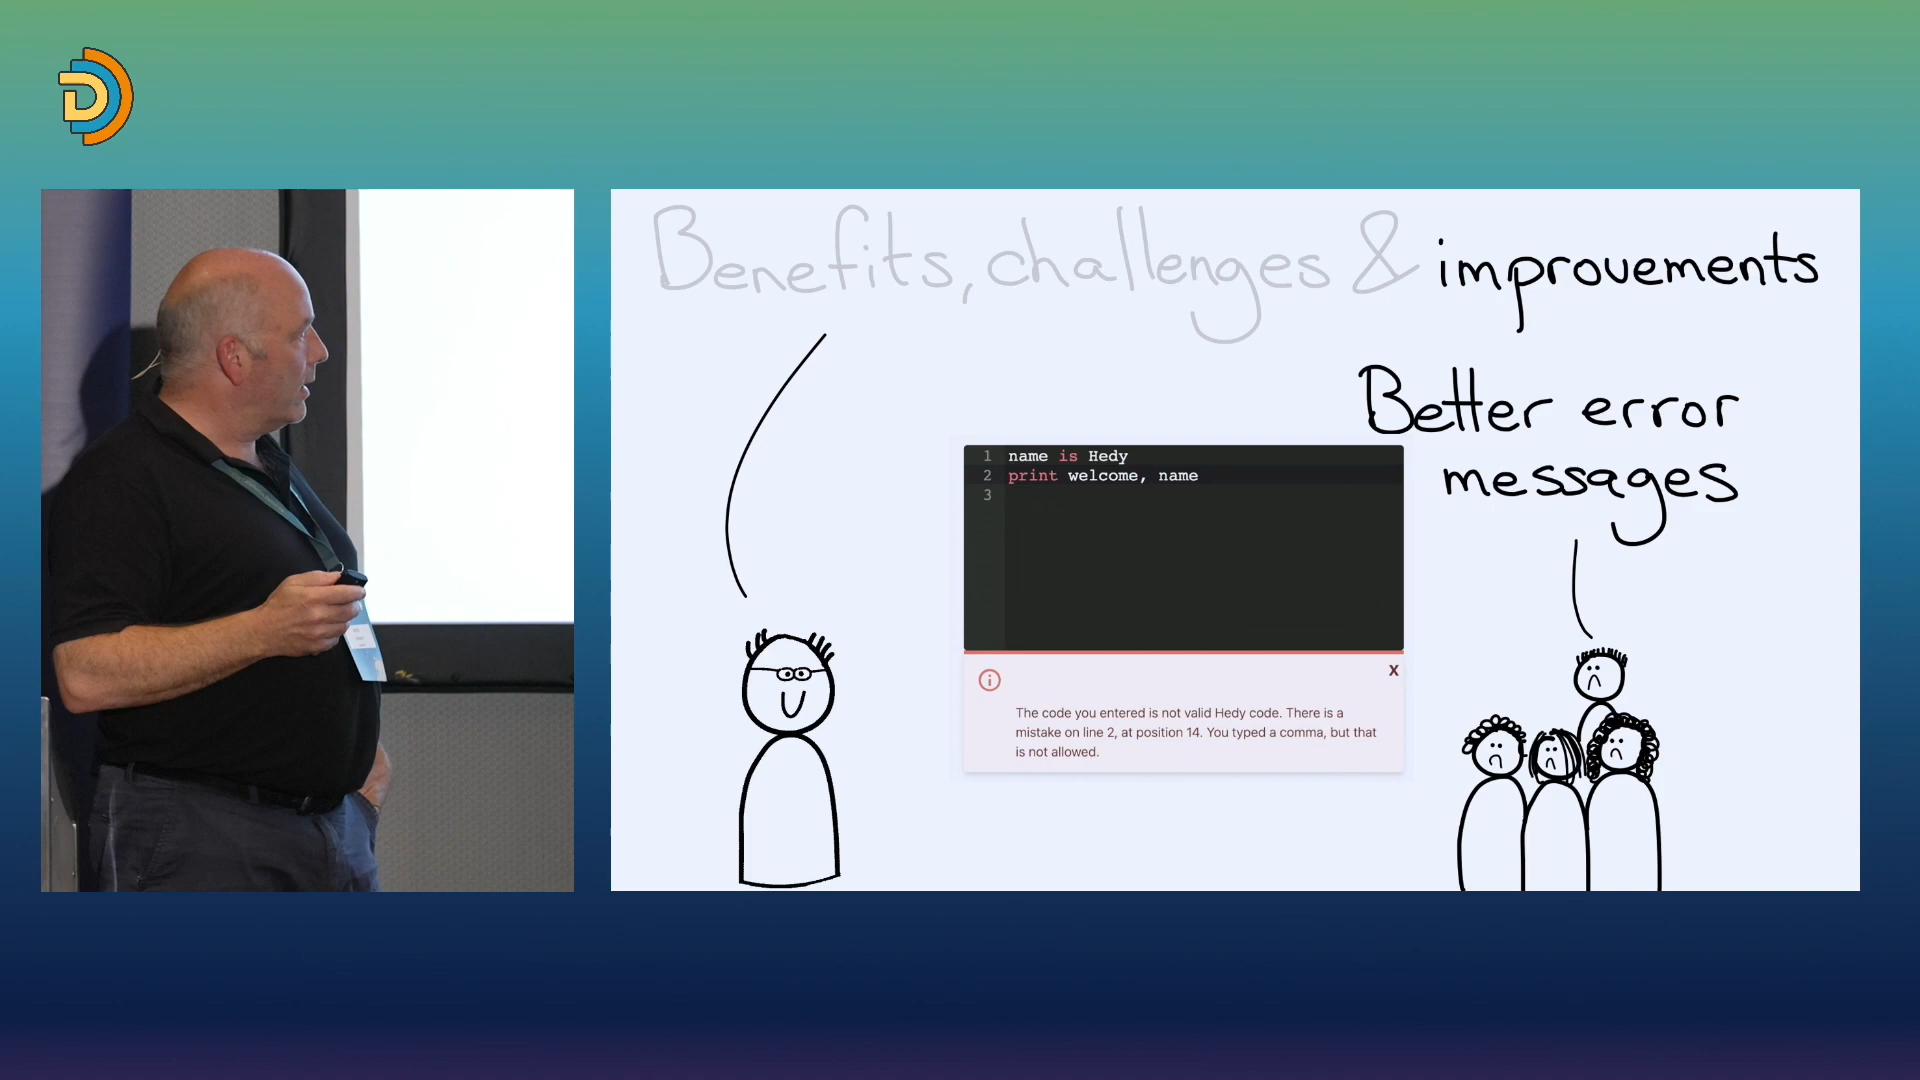 Benefits, challenges & improvements
Better error
messages
1 name is Hedy
2 print welcome, name
3
X
The code you entered is not valid Hedy code. There is a
mistake on line 2, at position 14. You typed a comma, but that
is not allowed.